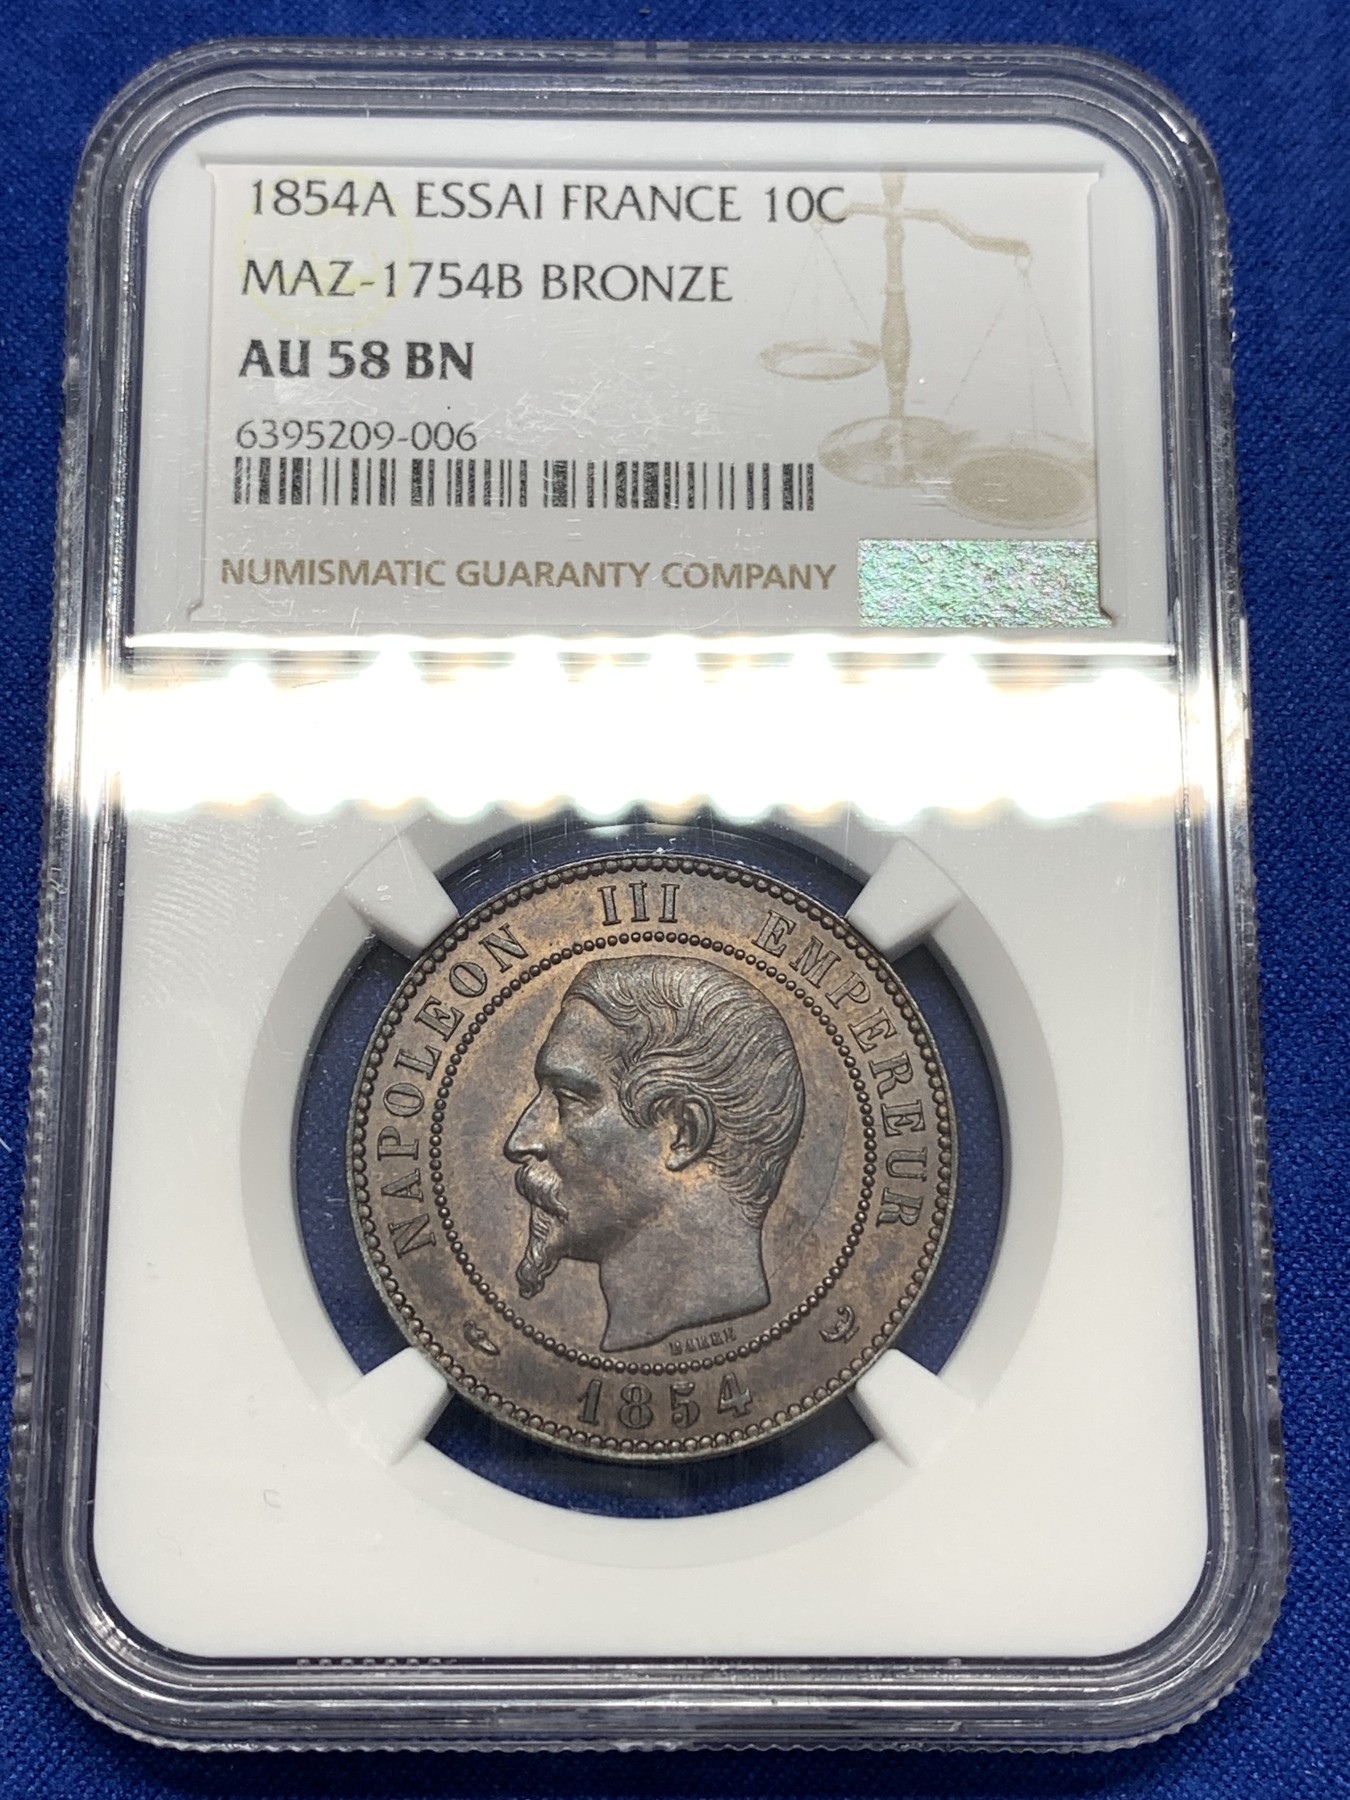 1854A ESSAI FRANCE 10C
MAZ-1754B BRONZE
AU 58 BN
6395209-006
NUMISMATIC GUARANTY COMPANY
NAPOLEON III EMPEREUR
BARRE
1854